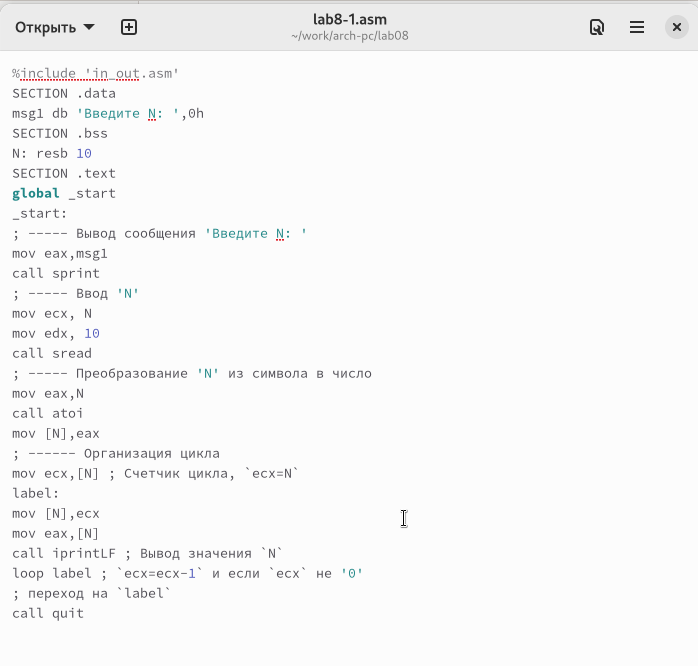 Открыть
lab8-1.asm
~/work/arch-pc/lab08
%include 'in_out.asm'
SECTION .data
msg1 db 'Введите N: ',0h
SECTION .bss
N: resb 10
SECTION .text
global _start
_start:
; ----- Вывод сообщения 'Введите N: '
mov eax,msg1
call sprint
; ----- Ввод 'N'
mov ecx, N
mov edx, 10
call sread
; ----- Преобразование 'N' из символа в число
mov eax,N
call atoi
mov [N],eax
; ------ Организация цикла
mov ecx,[N] ; Счетчик цикла, `ecx=N`
label:
mov [N],ecx
mov eax,[N]
call iprintLF ; Вывод значения `N`
loop label ; `ecx=ecx-1` и если `ecx` не '0'
; переход на `label`
call quit